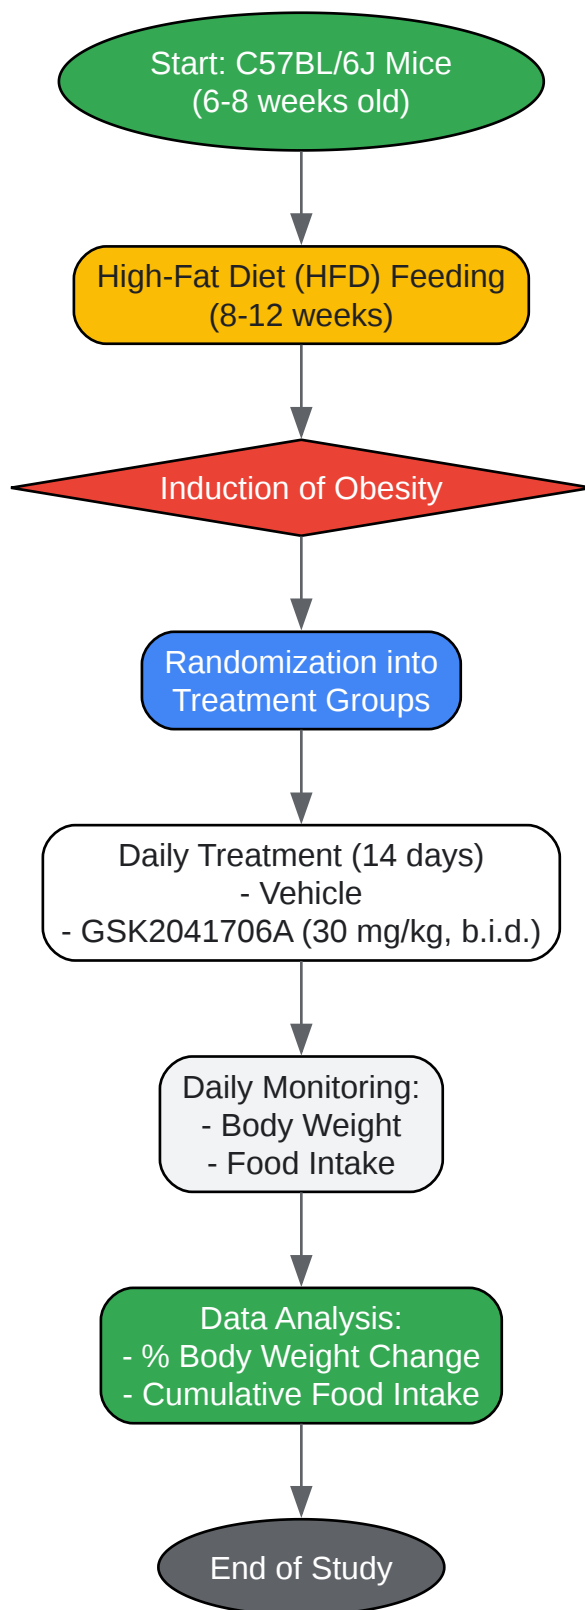 Start: C57BL/6J Mice
(6-8 weeks old)
High-Fat Diet (HFD) Feeding
(8-12 weeks)
Induction of Obesity
Randomization into
Treatment Groups
Daily Treatment (14 days)
- Vehicle
- GSK2041706A (30 mg/kg, b.i.d.)
Daily Monitoring:
- Body Weight
- Food Intake
Data Analysis:
- % Body Weight Change
- Cumulative Food Intake
End of Study